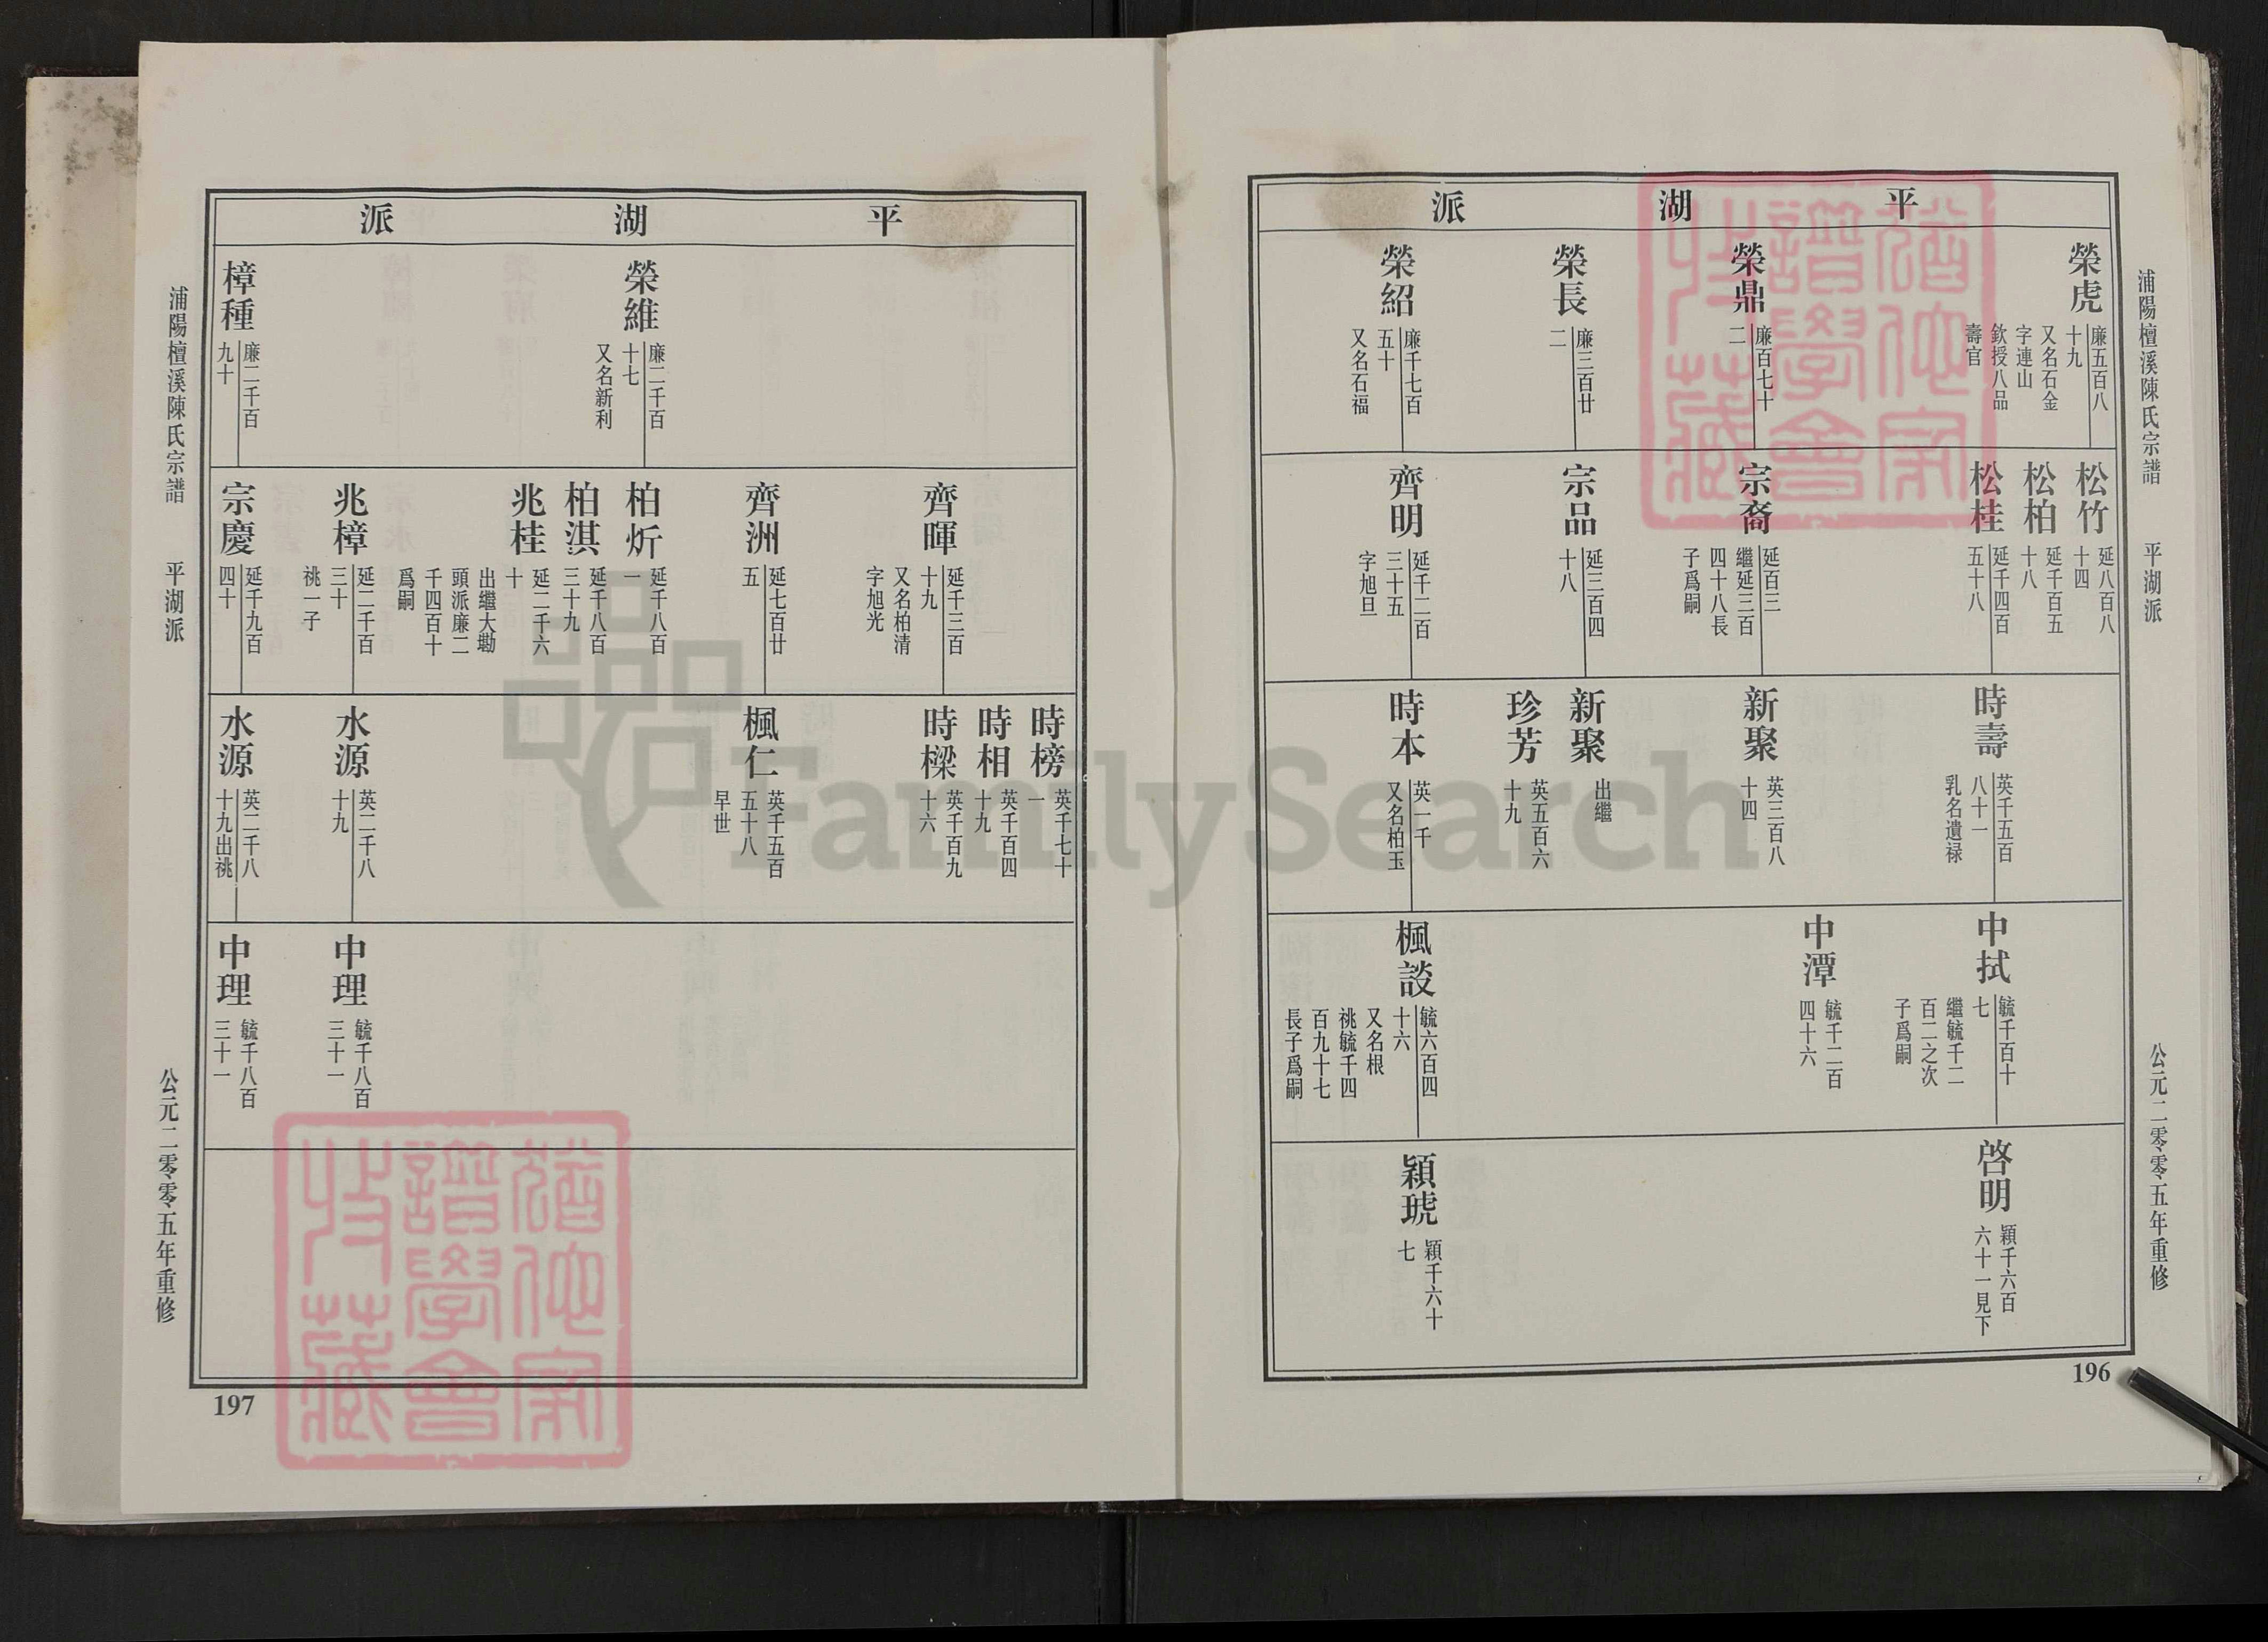 浦陽檀溪陳氏宗譜 平湖派 公元二零零五年重修
平湖派
榮虎
廉五百八
十九
又名石金
字連山
欽授八品
壽官
榮鼎
廉百七十
二
榮長
廉三百廿
二
榮紹
廉千七百
五十
又名石福
松竹
延八百八
十四
松柏
延千百五
十八
松桂
延千四百
五十八
宗裔
延百三
繼延三百
四十八長
子爲嗣
宗品
延三百四
十八
齊明
延千二百
三十五
字旭旦
時壽
英千五百
八十一
乳名遺禄
新聚
英三百八
十四
新聚
出繼
珍芳
英五百六
十九
時本
英一千
又名柏玉
中拭
毓千百十
七
繼毓千二
百二之次
子爲嗣
中潭
毓千二百
四十六
楓談
毓六百四
十六
又名根
祧毓千四
百九十七
長子爲嗣
啓明
穎千六百
六十一見下
穎琥
穎千六十
七
196
平湖派
榮維
廉二千百
十七
又名新利
樟種
廉二千百
九十
齊暉
延千三百
十九
又名柏清
字旭光
齊洲
延七百廿
五
柏炘
延千八百
一
柏淇
延千八百
三十九
兆桂
延二千六
十
出繼大勘
頭派廉二
千四百十
爲嗣
兆樟
延二千百
三十
祧一子
宗慶
延千九百
四十
時榜
英千七十
一
時相
英千百四
十九
時樑
英千百九
十六
楓仁
英千五百
五十八
早世
水源
英二千八
十九
水源
英二千八
十九出祧
中理
毓千八百
三十一
中理
毓千八百
三十一
浦陽檀溪陳氏宗譜 平湖派 公元二零零五年重修
197
FamilySearch